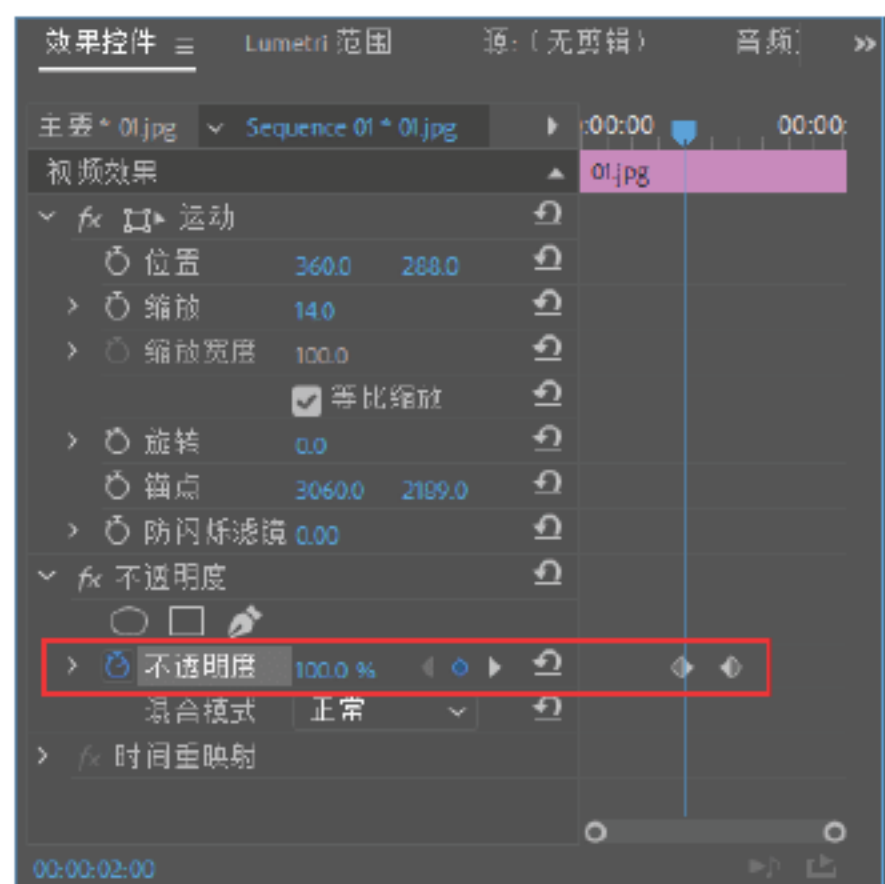 效果控件 Lumetri 范围 源:(无剪辑) 音频
主要 * 01.jpg Sequence 01 * 01.jpg :00:00 00:00:
视频效果 01.jpg
fx 运动
位置 360.0 288.0
缩放 14.0
缩放宽度 100.0
等比缩放
旋转 0.0
锚点 3060.0 2189.0
防闪烁滤镜 0.00
fx 不透明度
不透明度 100.0 %
混合模式 正常
fx 时间重映射
00:00:02:00